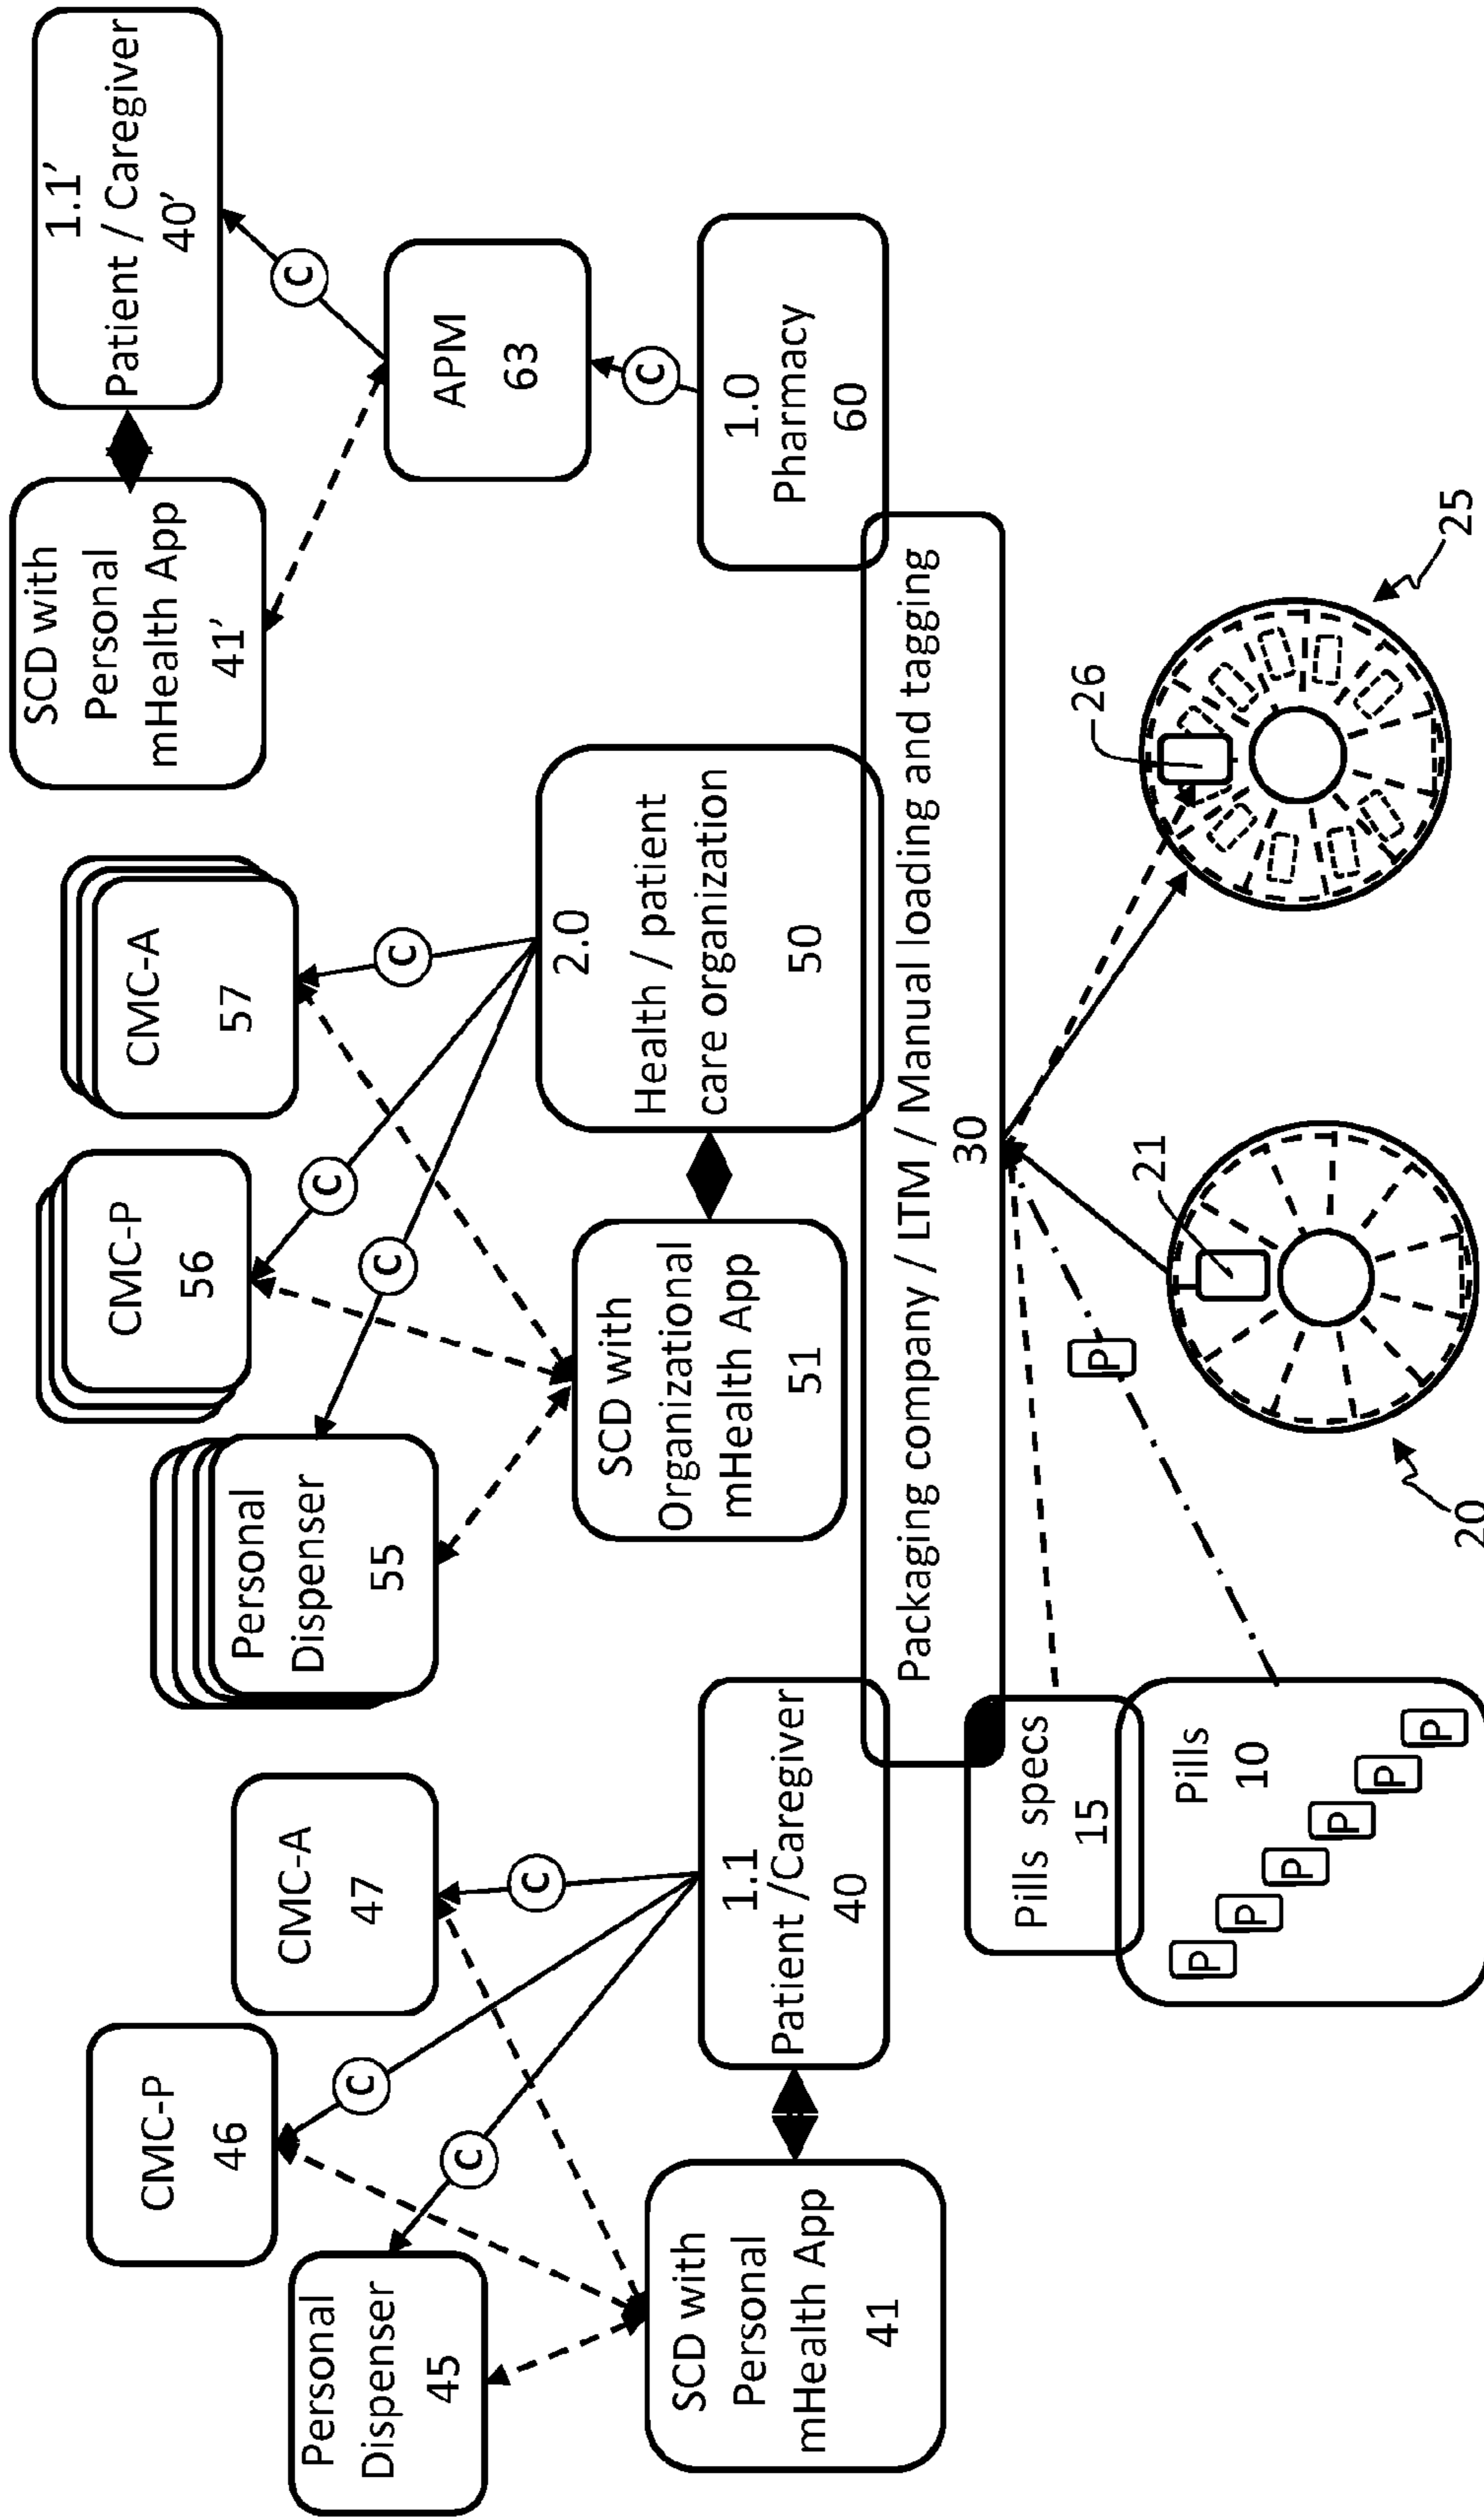 Personal
Dispenser
45
CMC-P
46
CMC-A
47
C
C
C
SCD with
Personal
mHealth App
41
1.1
Patient /Caregiver
40
Personal
Dispenser
55
CMC-P
56
CMC-A
57
C
C
C
SCD with
Organizational
mHealth App
51
2.0
Health / patient
care organization
50
SCD with
Personal
mHealth App
41’
1.1’
Patient / Caregiver
40’
C
APM
63
C
1.0
Pharmacy
60
Packaging company / LTM / Manual loading and tagging
30
Pills specs
15
Pills
10
P
P
P
P
P
P
P
21
20
26
25